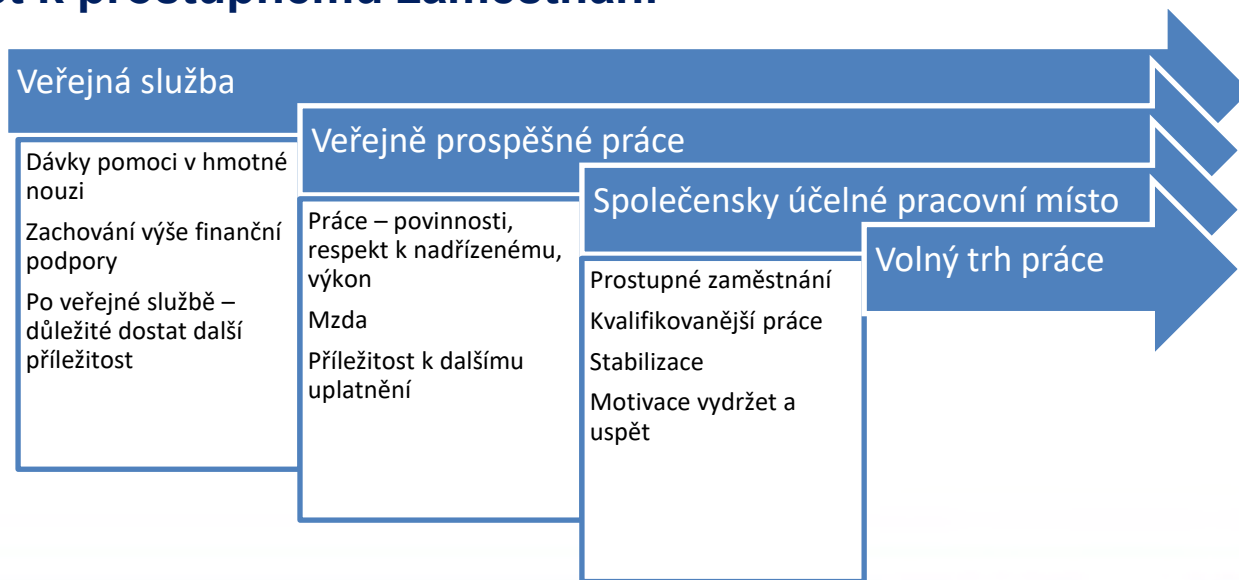 k prostupnému zaměstnání
Veřejná služba
Dávky pomoci v hmotné
nouzi
Zachování výše finanční
podpory
Po veřejné službě –
důležité dostat další
příležitost
Veřejně prospěšné práce
Práce – povinnosti,
respekt k nadřízenému,
výkon
Mzda
Příležitost k dalšímu
uplatnění
Společensky účelné pracovní místo
Prostupné zaměstnání
Kvalifikovanější práce
Stabilizace
Motivace vydržet a
uspět
Volný trh práce